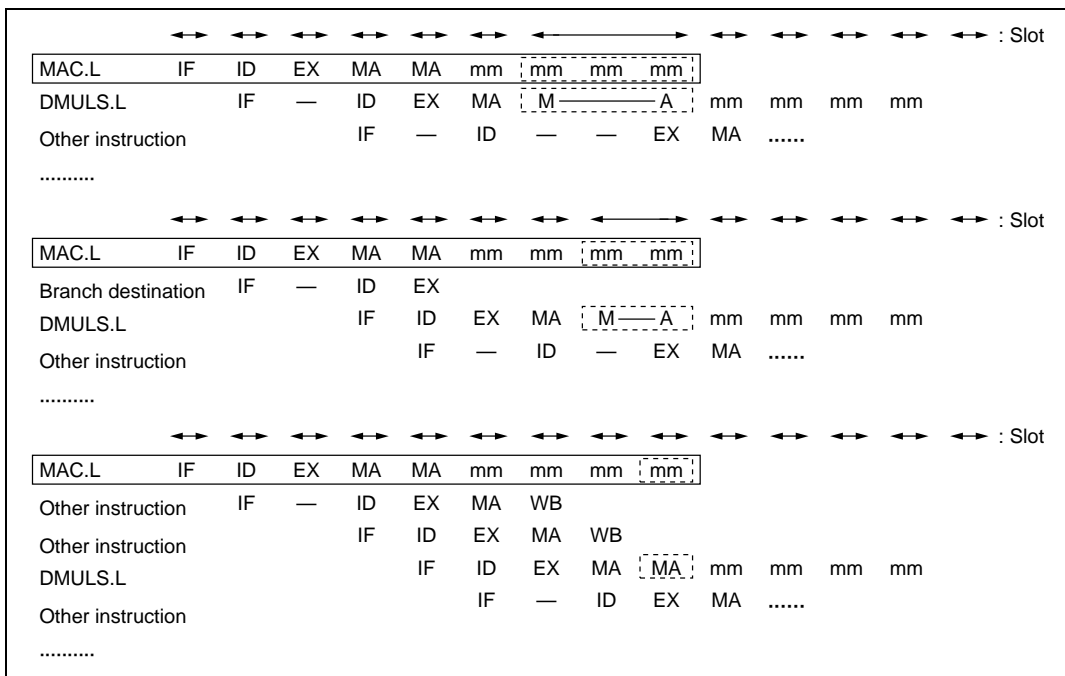 : Slot
MAC.L IF ID EX MA MA mm mm mm mm
DMULS.L IF — ID EX MA M——A mm mm mm mm
Other instruction IF — ID — — EX MA ......
..........
: Slot
MAC.L IF ID EX MA MA mm mm mm mm
Branch destination IF — ID EX
DMULS.L IF ID EX MA M——A mm mm mm mm
Other instruction IF — ID — EX MA ......
..........
: Slot
MAC.L IF ID EX MA MA mm mm mm mm
Other instruction IF — ID EX MA WB
Other instruction IF ID EX MA WB
DMULS.L IF ID EX MA MA mm mm mm mm
Other instruction IF — ID EX MA ......
..........